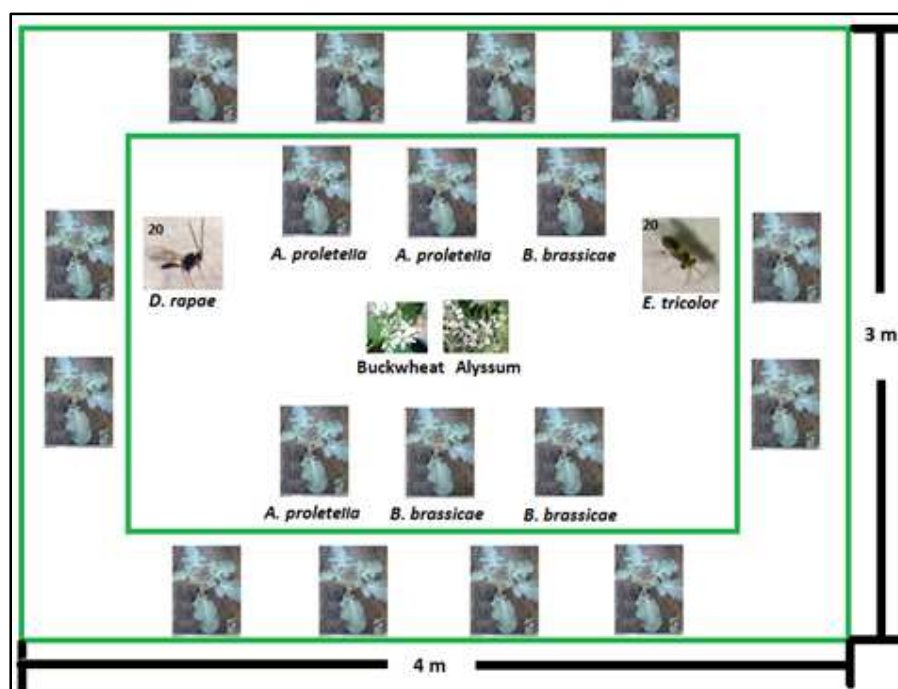 A. proletella A. proletella B. brassicae
20
D. rapae
20
E. tricolor
3 m
Buckwheat Alyssum
A. proletella B. brassicae B. brassicae
4 m